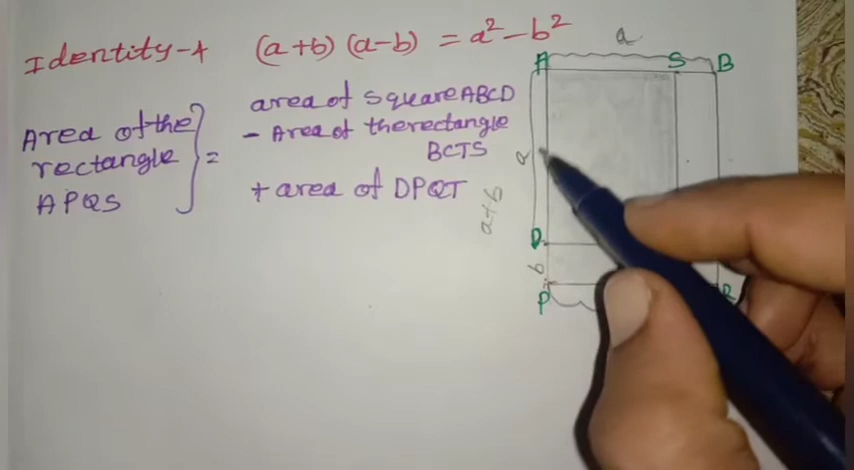 Identity-A (a+b) (a-b) = a² - b²
Area of the
rectangle
APQS
=
area of square ABCD
- Area of the rectangle
BCTS
+ area of DPQT
a
A S B
a
a+b
D
b
P R